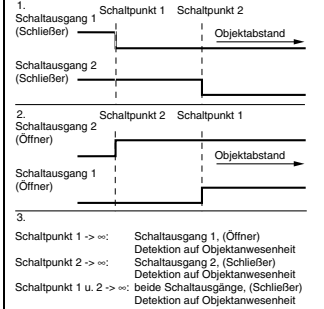 1.
Schaltpunkt 1 Schaltpunkt 2
Schaltausgang 1
(Schließer)
Objektabstand
Schaltausgang 2
(Schließer)
2.
Schaltpunkt 2 Schaltpunkt 1
Schaltausgang 2
(Öffner)
Objektabstand
Schaltausgang 1
(Öffner)
3.
Schaltpunkt 1 -> ∞: Schaltausgang 1, (Öffner)
Detektion auf Objektanwesenheit
Schaltpunkt 2 -> ∞: Schaltausgang 2, (Schließer)
Detektion auf Objektanwesenheit
Schaltpunkt 1 u. 2 -> ∞: beide Schaltausgänge, (Schließer)
Detektion auf Objektanwesenheit